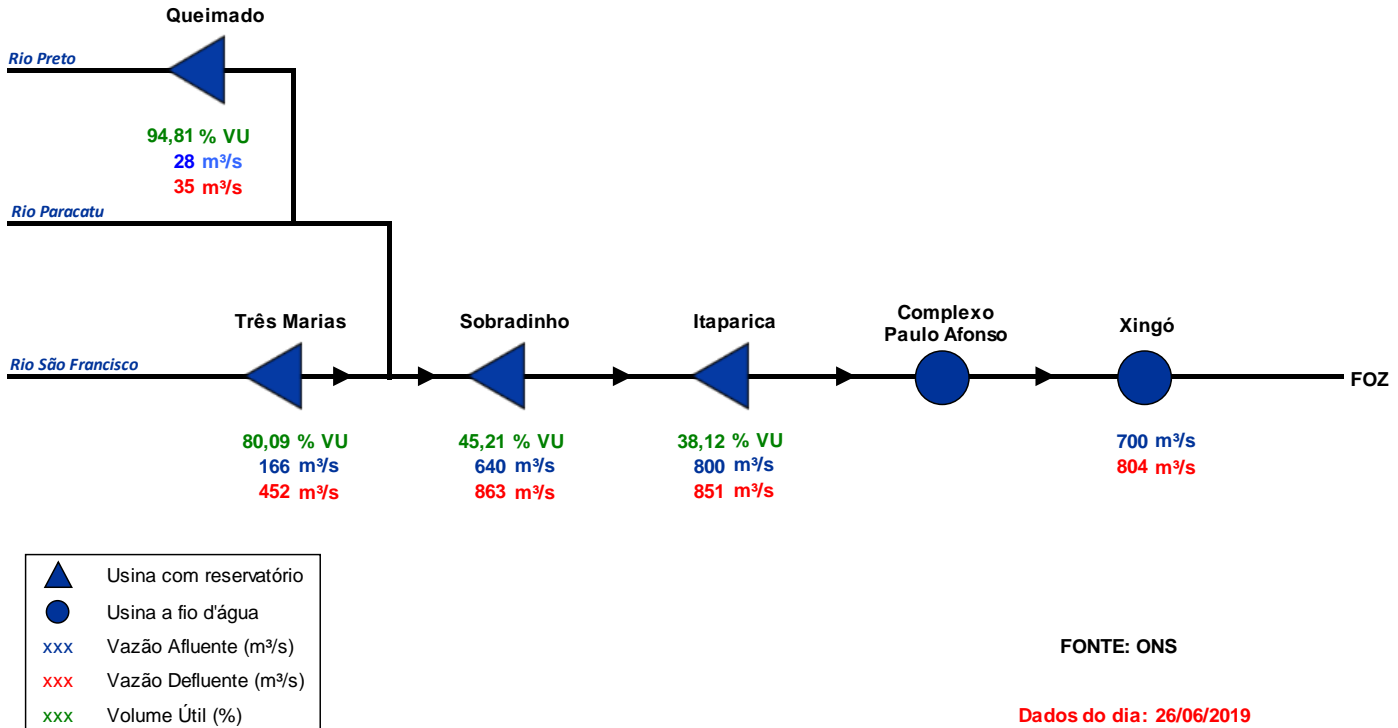 Queimado
Rio Preto
94,81 % VU
28 m³/s
35 m³/s
Rio Paracatu
Três Marias
Sobradinho
Itaparica
Complexo
Paulo Afonso
Xingó
Rio São Francisco
FOZ
80,09 % VU
166 m³/s
452 m³/s
45,21 % VU
640 m³/s
863 m³/s
38,12 % VU
800 m³/s
851 m³/s
700 m³/s
804 m³/s
Usina com reservatório
Usina a fio d'água
xxx Vazão Afluente (m³/s)
xxx Vazão Defluente (m³/s)
xxx Volume Útil (%)
FONTE: ONS
Dados do dia: 26/06/2019